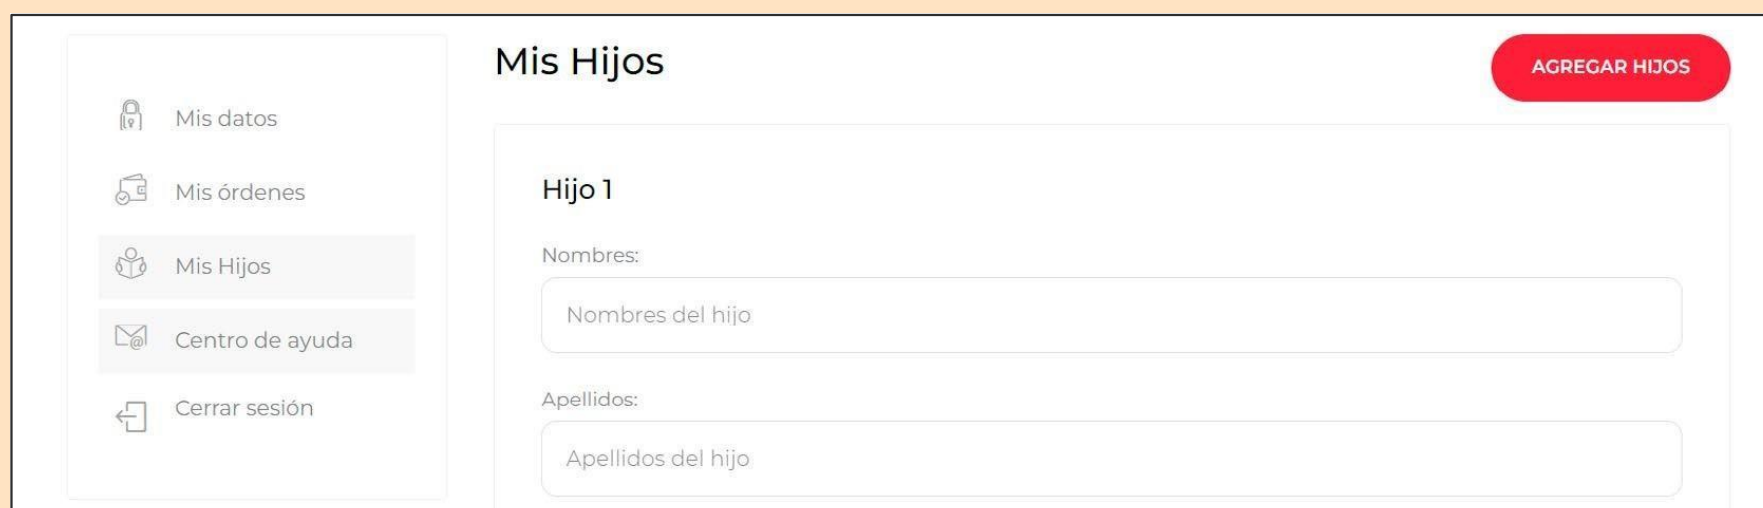 Mis datos
Mis órdenes
Mis Hijos
Centro de ayuda
Cerrar sesión
Mis Hijos
AGREGAR HIJOS
Hijo 1
Nombres:
Nombres del hijo
Apellidos:
Apellidos del hijo